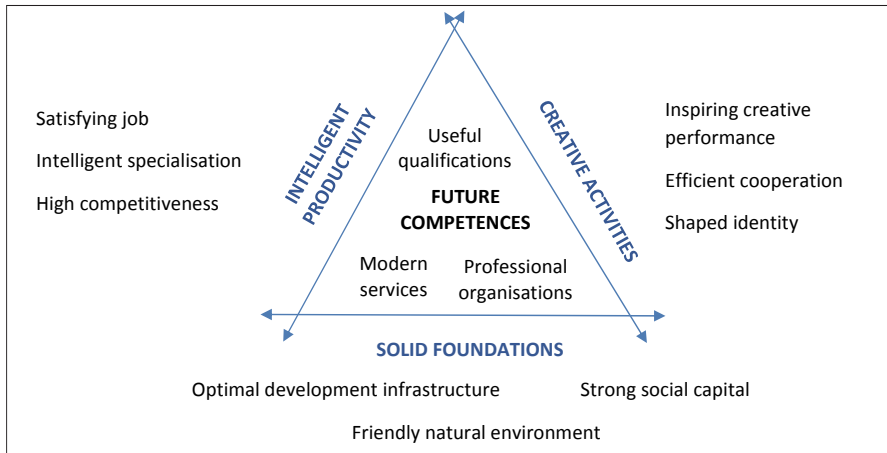 Satisfying job
Intelligent specialisation
High competitiveness
INTELLIGENT
PRODUCTIVITY
Useful
qualifications
FUTURE
COMPETENCES
Modern
services
Professional
organisations
CREATIVE ACTIVITIES
Inspiring creative
performance
Efficient cooperation
Shaped identity
SOLID FOUNDATIONS
Optimal development infrastructure
Strong social capital
Friendly natural environment